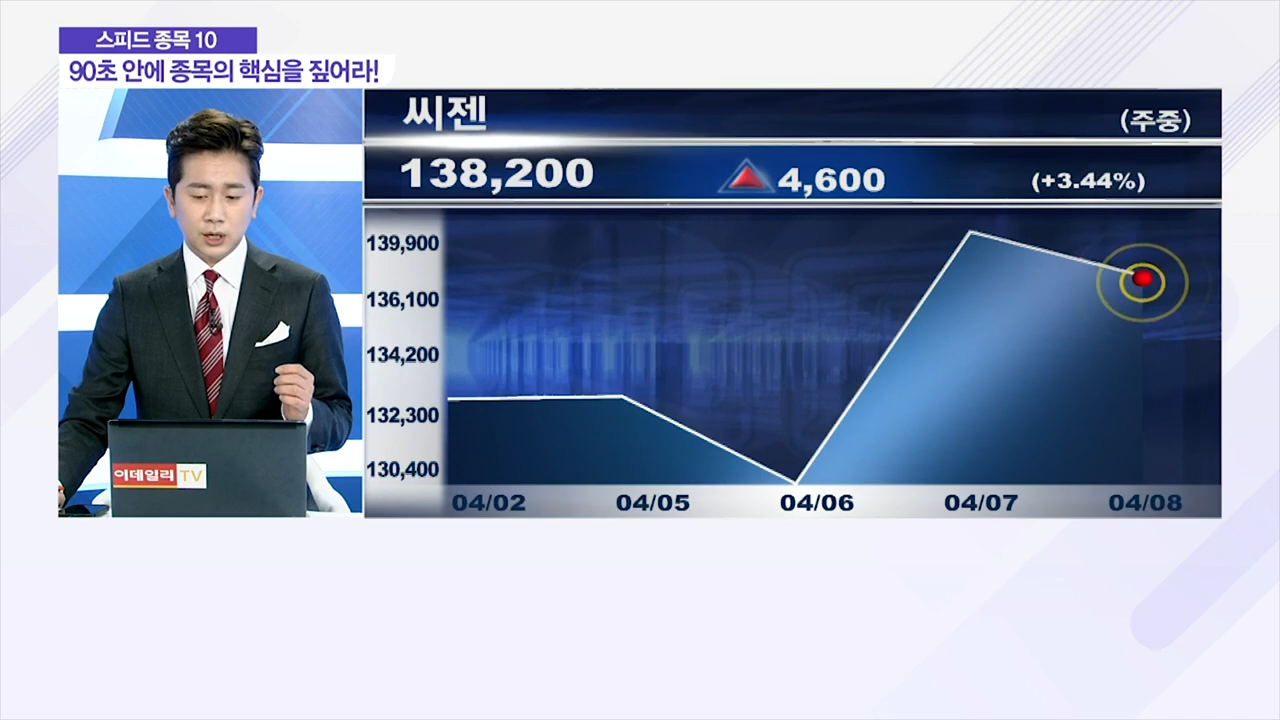 스피드 종목 10
90초 안에 종목의 핵심을 짚어라!
씨젠
(주중)
138,200 4,600 (+3.44%)
139,900
136,100
134,200
132,300
130,400
04/02 04/05 04/06 04/07 04/08
이데일리 TV